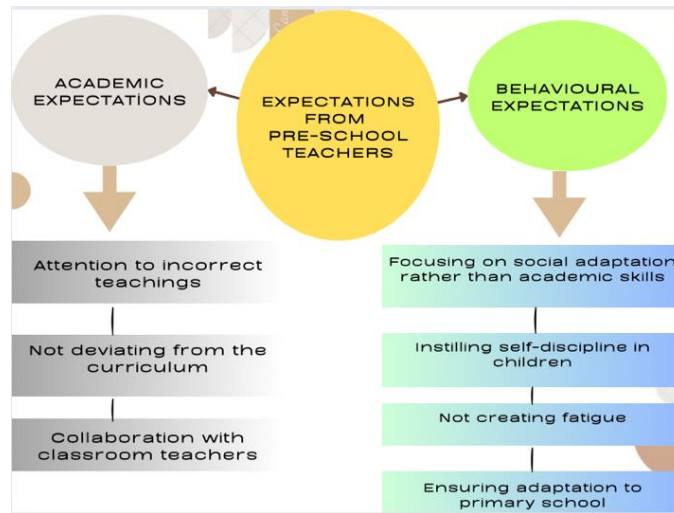 ACADEMIC
EXPECTATİONS
EXPECTATIONS
FROM
PRE-SCHOOL
TEACHERS
BEHAVIOURAL
EXPECTATIONS
Attention to incorrect
teachings
Not deviating from the
curriculum
Collaboration with
classroom teachers
Focusing on social adaptation
rather than academic skills
Instilling self-discipline in
children
Not creating fatigue
Ensuring adaptation to
primary school